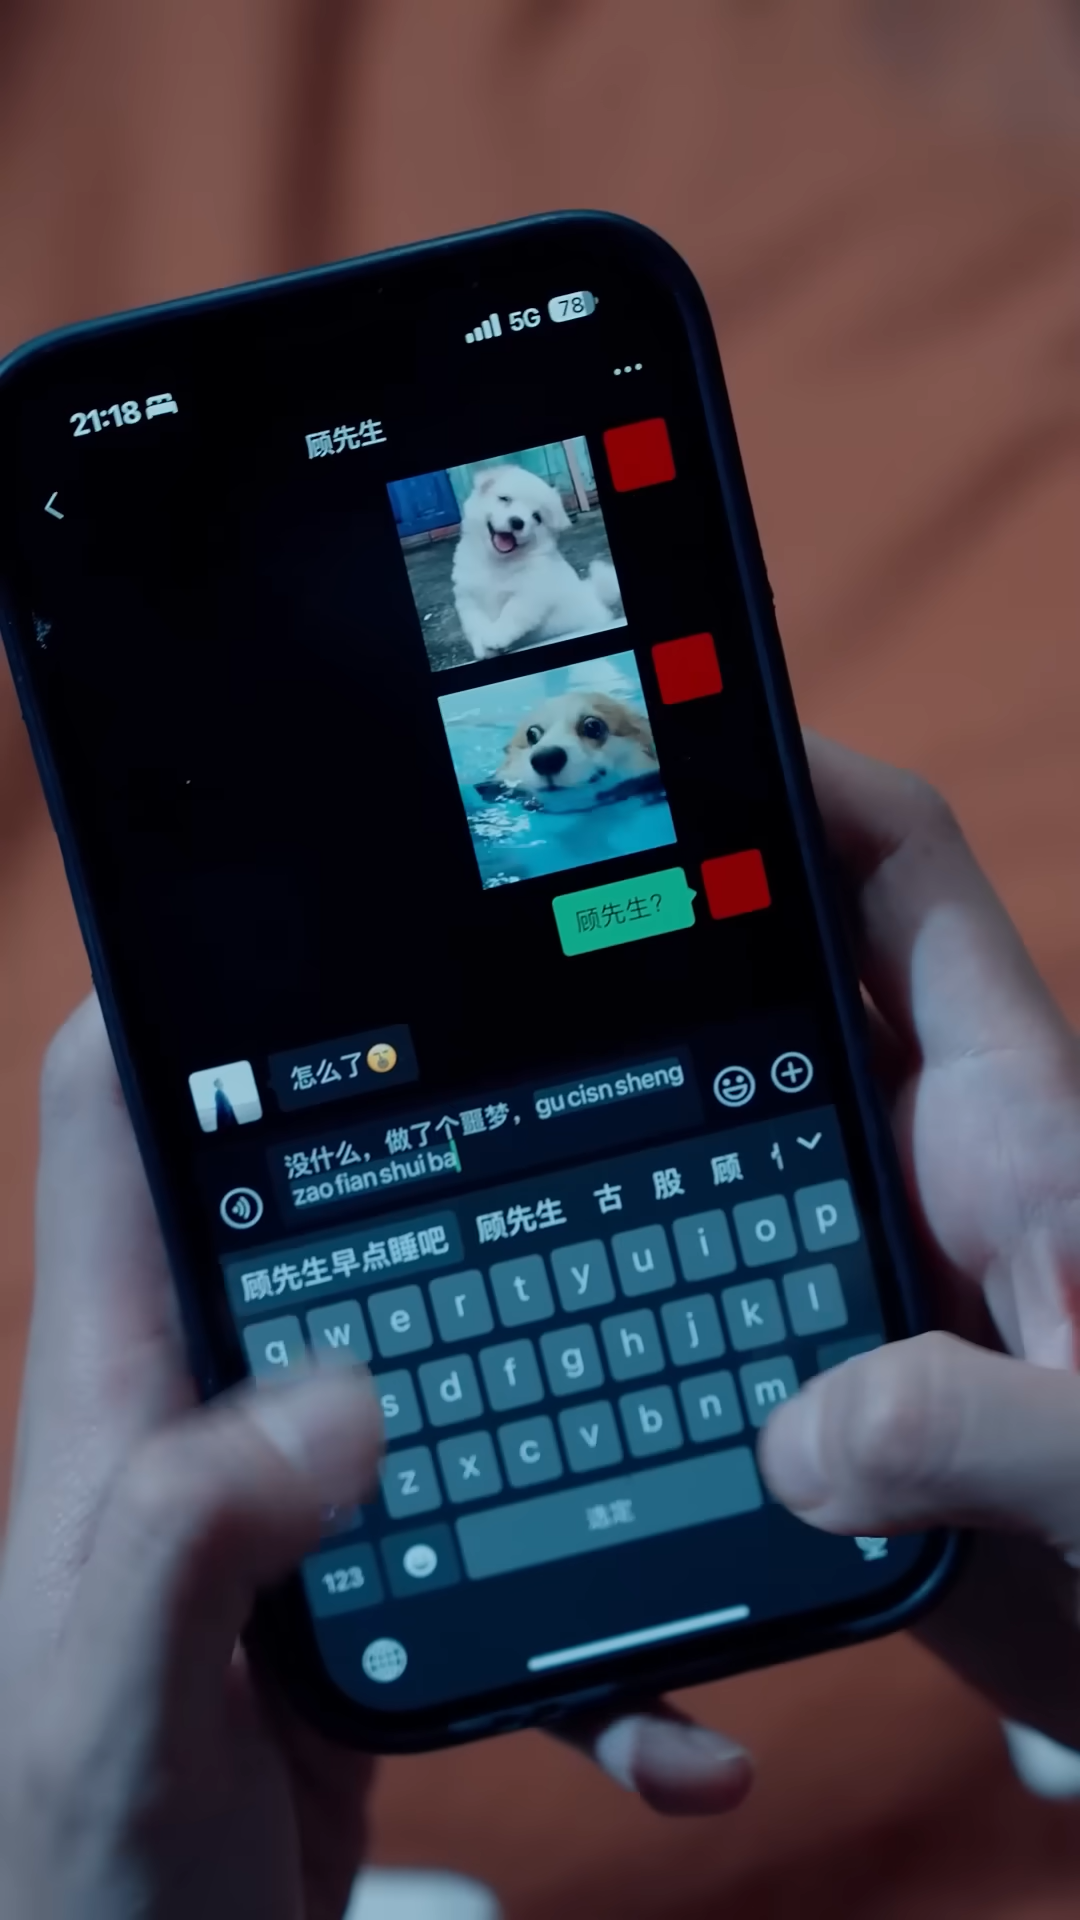 21:18
5G 78
顾先生
顾先生?
怎么了
没什么，做了个噩梦，gu cisn sheng
zao fian shui ba
顾先生早点睡吧 顾先生 古 股 顾
q w e r t y u i o p
s d f g h j k l
z x c v b n m
123
选定